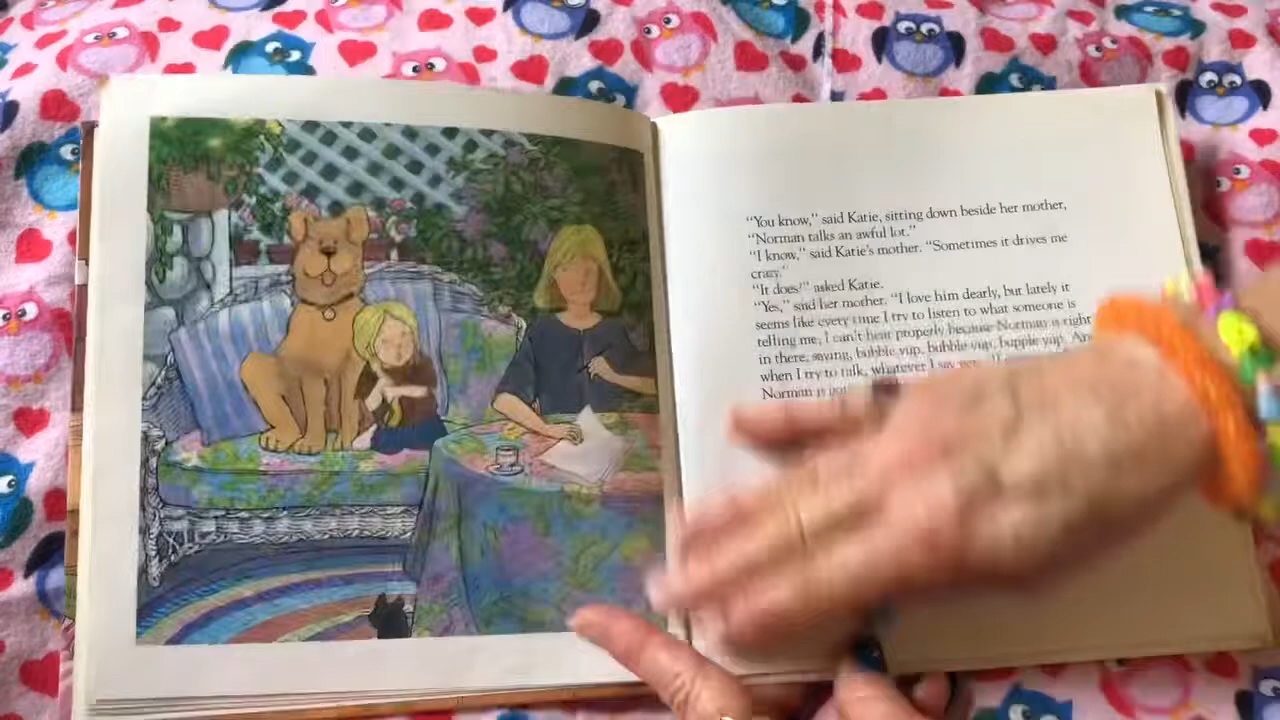 “You know,” said Katie, sitting down beside her mother,
“Norman talks an awful lot.”
“I know,” said Katie’s mother. “Sometimes it drives me
crazy.”
“It does?” asked Katie.
“Yes,” said her mother. “I love him dearly, but lately it
seems like every time I try to listen to what someone is
telling me, I can’t hear properly because Norman is right
in there, saying, bubble yup, bubble yup, bupple yup. And
when I try to talk, whatever I say
Norman is